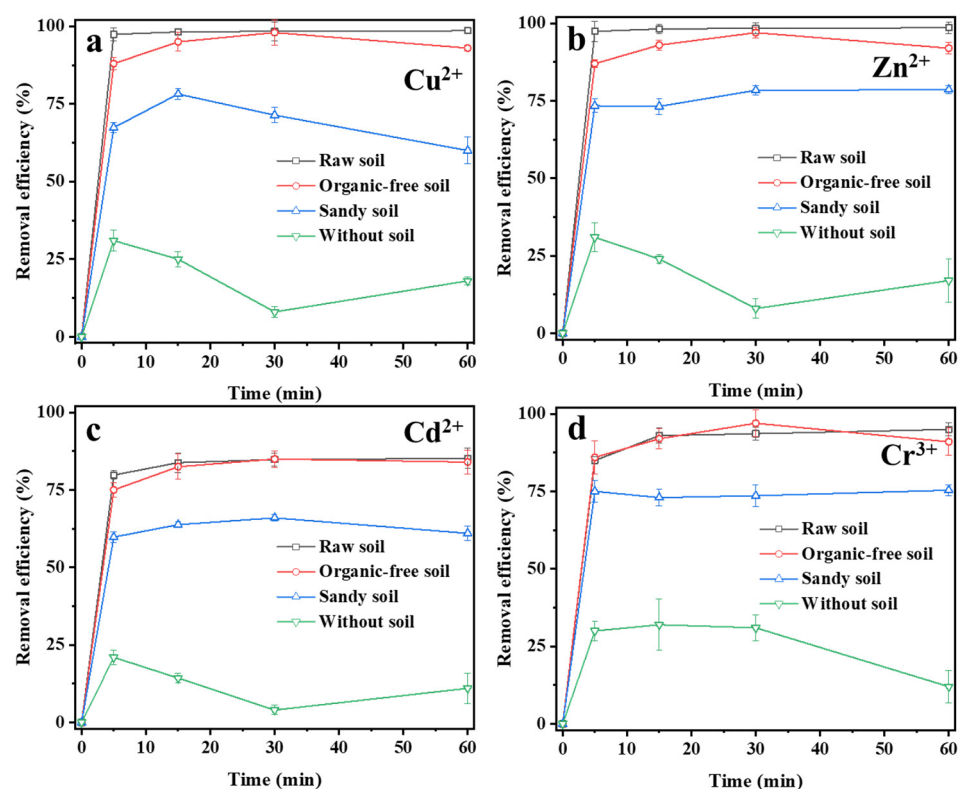 a
Cu2+
Removal efficiency (%)
100
75
50
25
0
Raw soil
Organic-free soil
Sandy soil
Without soil
0 10 20 30 40 50 60
Time (min)
b
Zn2+
Removal efficiency (%)
100
75
50
25
0
Raw soil
Organic-free soil
Sandy soil
Without soil
0 10 20 30 40 50 60
Time (min)
c
Cd2+
Removal efficiency (%)
100
75
50
25
0
Raw soil
Organic-free soil
Sandy soil
Without soil
0 10 20 30 40 50 60
Time (min)
d
Cr3+
Removal efficiency (%)
100
75
50
25
0
Raw soil
Organic-free soil
Sandy soil
Without soil
0 10 20 30 40 50 60
Time (min)